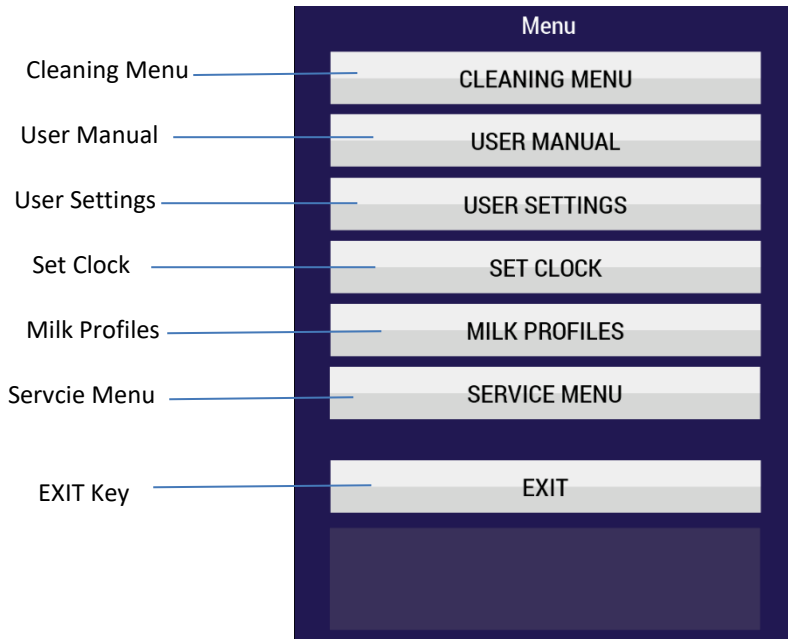 Menu
Cleaning Menu
CLEANING MENU
User Manual
USER MANUAL
User Settings
USER SETTINGS
Set Clock
SET CLOCK
Milk Profiles
MILK PROFILES
Servcie Menu
SERVICE MENU
EXIT Key
EXIT